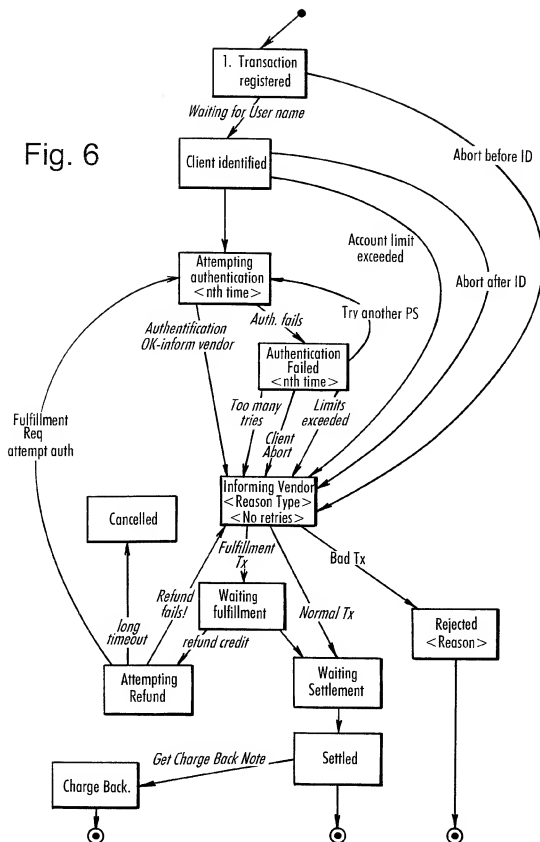 1. Transaction
registered
Waiting for User name
Fig. 6
Client identified
Abort before ID
Account limit
exceeded
Abort after ID
Attempting
authentication
<nth time>
Try another PS
Auth. fails
Authentification
OK-inform vendor
Authentication
Failed
<nth time>
Fulfillment
Req
attempt auth
Too many
tries
Client
Abort
Limits
exceeded
Informing Vendor
<Reason Type>
<No retries>
Cancelled
Fulfillment
Tx
Bad Tx
Refund
fails!
Waiting
fulfillment
Normal Tx
long
timeout
refund credit
Rejected
<Reason>
Attempting
Refund
Waiting
Settlement
Get Charge Back Note
Settled
Charge Back.